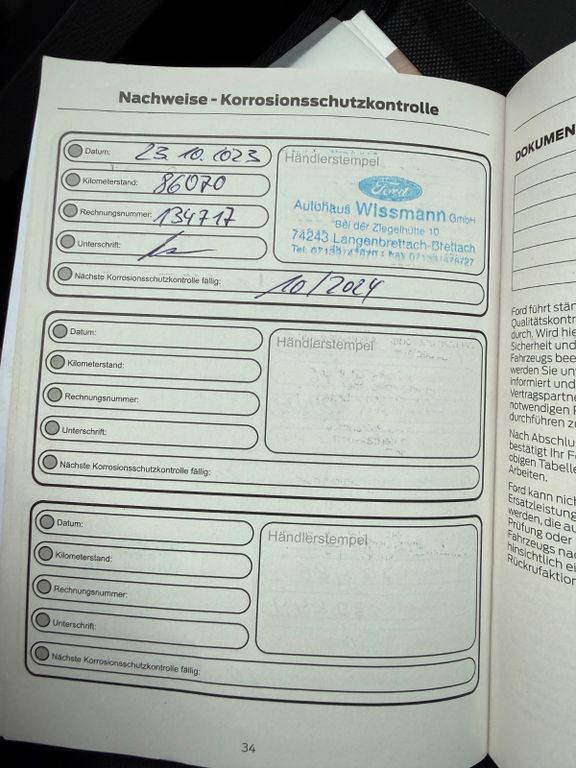 Nachweise - Korrosionsschutzkontrolle
Datum: 23.10.2023
Kilometerstand: 86070
Rechnungsnummer: 134717
Unterschrift:
Nächste Korrosionsschutzkontrolle fällig: 10/2024
Händlerstempel
Ford
Autohaus Wissmann GmbH
Bei der Ziegelhütte 10
74243 Langenbrettach-Brettach
Tel.
Datum:
Kilometerstand:
Rechnungsnummer:
Unterschrift:
Nächste Korrosionsschutzkontrolle fällig:
Händlerstempel
Datum:
Kilometerstand:
Rechnungsnummer:
Unterschrift:
Nächste Korrosionsschutzkontrolle fällig:
Händlerstempel
34
DOKUMEN
Ford führt stän
Qualitätskontr
durch. Wird hie
Sicherheit und
Fahrzeugs bee
werden Sie un
informiert und
Vertragspartne
notwendigen
durchführen z
Nach Abschlu
bestätigt Ihr F
obigen Tabelle
Arbeiten.
Ford kann nich
Ersatzleistung
werden, die au
Prüfung oder
Fahrzeugs na
hinsichtlich ei
Rückrufaktion